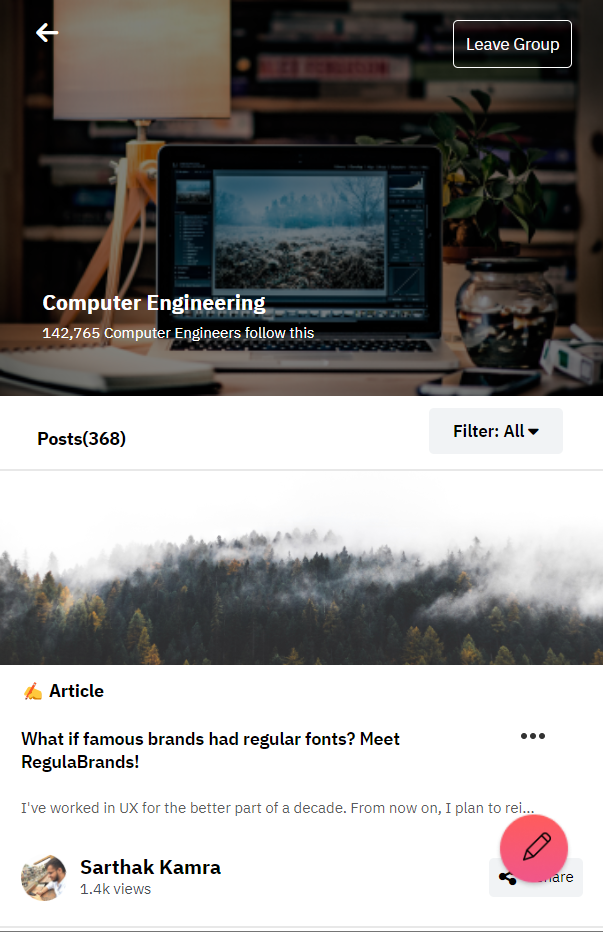 Leave Group
Computer Engineering
142,765 Computer Engineers follow this
Posts(368)
Filter: All
✍️ Article
What if famous brands had regular fonts? Meet
RegulaBrands!
I've worked in UX for the better part of a decade. From now on, I plan to rei...
Sarthak Kamra
1.4k views